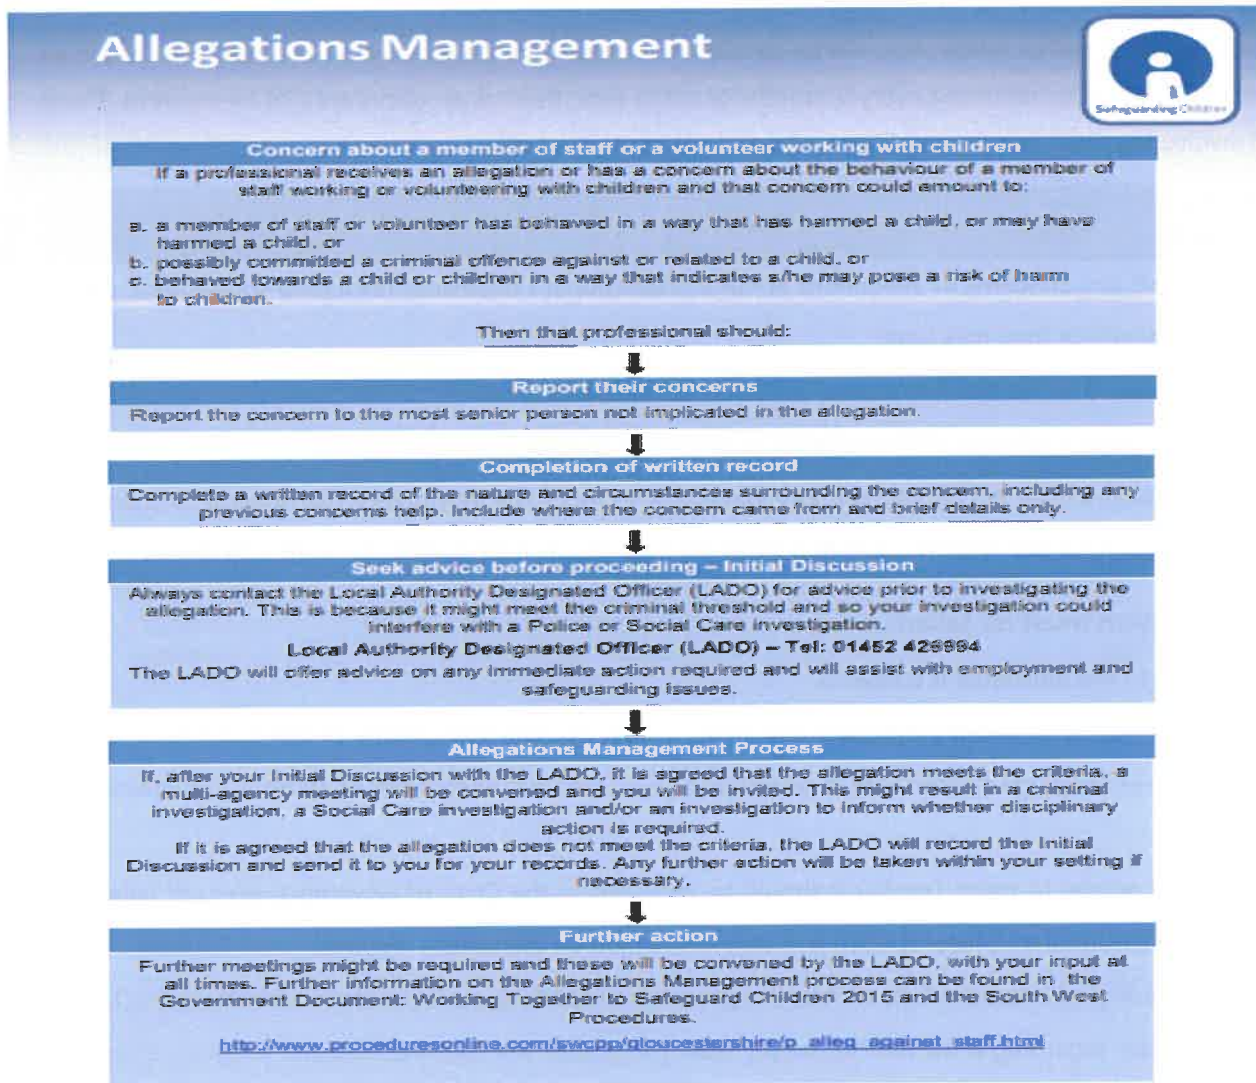 Allegations Management
Safeguarding Children
Concern about a member of staff or a volunteer working with children
If a professional receives an allegation or has a concern about the behaviour of a member of
staff working or volunteering with children and that concern could amount to:
a. a member of staff or volunteer has behaved in a way that has harmed a child, or may have
harmed a child, or
b. possibly committed a criminal offence against or related to a child, or
c. behaved towards a child or children in a way that indicates s/he may pose a risk of harm
to children.
Then that professional should:
Report their concerns
Report the concern to the most senior person not implicated in the allegation.
Completion of written record
Complete a written record of the nature and circumstances surrounding the concern, including any
previous concerns help. Include where the concern came from and brief details only.
Seek advice before proceeding – Initial Discussion
Always contact the Local Authority Designated Officer (LADO) for advice prior to investigating the
allegation. This is because it might meet the criminal threshold and so your investigation could
interfere with a Police or Social Care investigation.
Local Authority Designated Officer (LADO) – Tel: 01452
The LADO will offer advice on any immediate action required and will assist with employment and
safeguarding issues.
Allegations Management Process
If, after your Initial Discussion with the LADO, it is agreed that the allegation meets the criteria, a
multi-agency meeting will be convened and you will be invited. This might result in a criminal
investigation, a Social Care investigation and/or an investigation to inform whether disciplinary
action is required.
If it is agreed that the allegation does not meet the criteria, the LADO will record the Initial
Discussion and send it to you for your records. Any further action will be taken within your setting if
necessary.
Further action
Further meetings might be required and these will be convened by the LADO, with your input at
all times. Further information on the Allegations Management process can be found in the
Government Document: Working Together to Safeguard Children 2015 and the South West
Procedures.
http://www.proceduresonline.com/swcpp/gloucestershire/p_alleg_against_staff.html